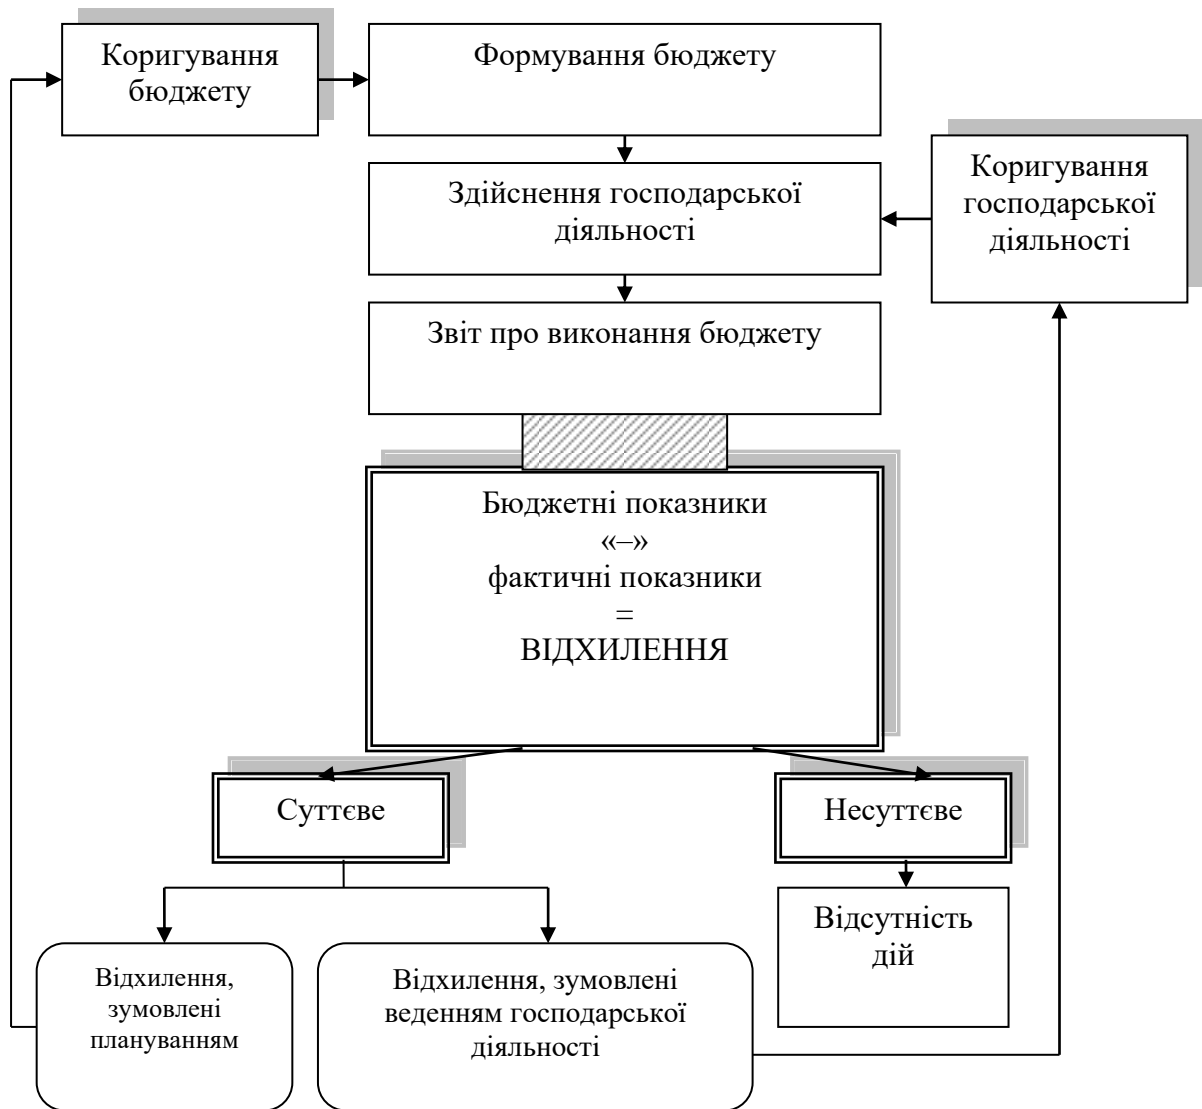 Коригування
бюджету
Формування бюджету
Здійснення господарської
діяльності
Коригування
господарської
діяльності
Звіт про виконання бюджету
Бюджетні показники
«–»
фактичні показники
=
ВІДХИЛЕННЯ
Суттєве
Несуттєве
Відхилення,
зумовлені
плануванням
Відхилення, зумовлені
веденням господарської
діяльності
Відсутність
дій